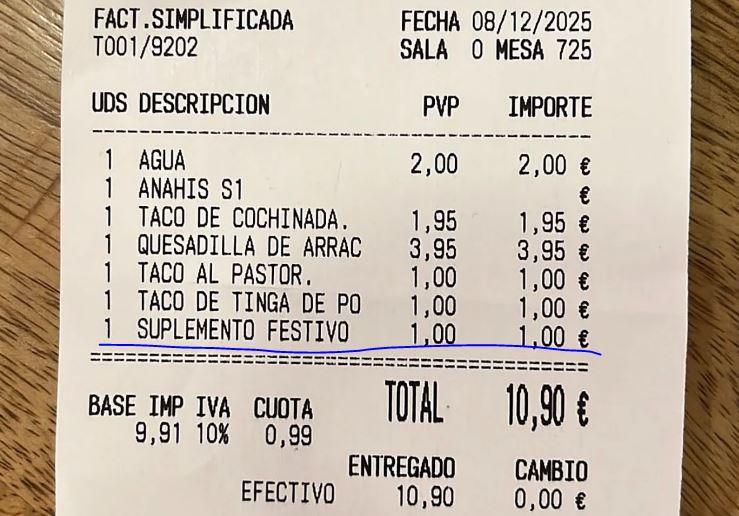 FACT.SIMPLIFICADA FECHA 08/12/2025
T001/9202 SALA 0 MESA 725
UDS DESCRIPCION PVP IMPORTE
1 AGUA 2,00 2,00 €
1 ANAHIS S1 €
1 TACO DE COCHINADA. 1,95 1,95 €
1 QUESADILLA DE ARRAC 3,95 3,95 €
1 TACO AL PASTOR. 1,00 1,00 €
1 TACO DE TINGA DE PO 1,00 1,00 €
1 SUPLEMENTO FESTIVO 1,00 1,00 €
TOTAL 10,90 €
BASE IMP IVA CUOTA
9,91 10% 0,99
ENTREGADO CAMBIO
EFECTIVO 10,90 0,00 €